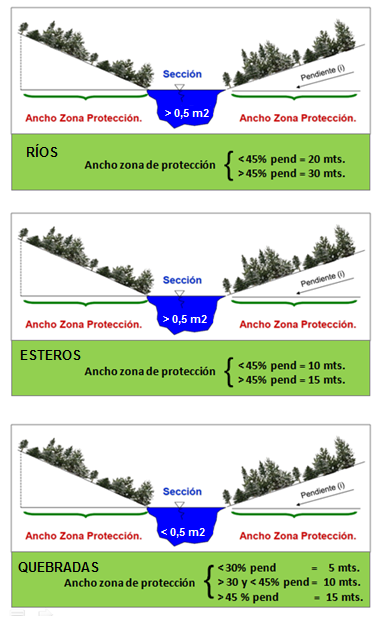 Sección
Pendiente (i)
> 0,5 m2
Ancho Zona Protección.
Ancho Zona Protección.
RÍOS
Ancho zona de protección
< 45% pend = 20 mts.
> 45% pend = 30 mts.
Sección
Pendiente (i)
> 0,5 m2
Ancho Zona Protección.
Ancho Zona Protección.
ESTEROS
Ancho zona de protección
<45% pend = 10 mts.
> 45% pend = 15 mts.
Sección
Pendiente (i)
< 0,5 m2
Ancho Zona Protección.
Ancho Zona Protección.
QUEBRADAS
Ancho zona de protección
<30% pend = 5 mts.
> 30 y < 45% pend = 10 mts.
> 45 % pend = 15 mts.